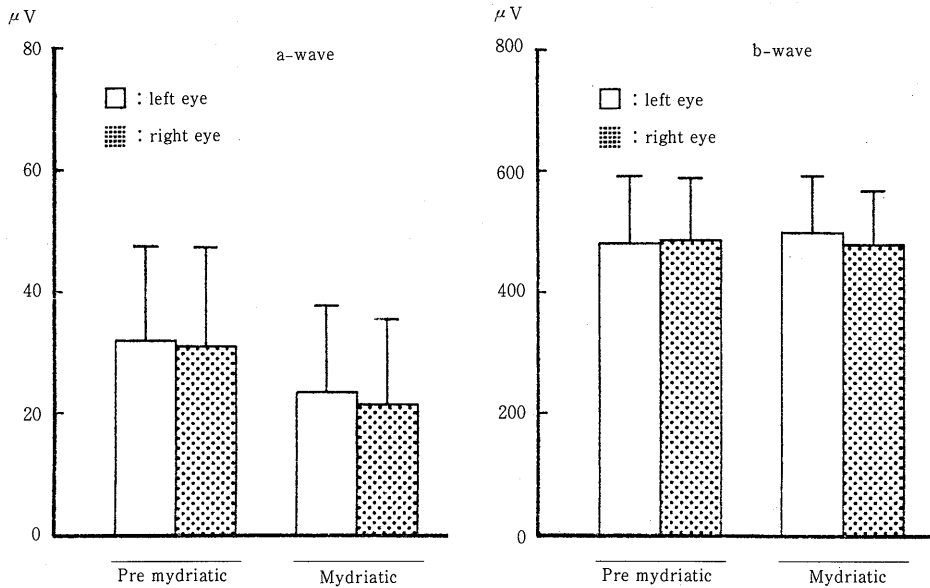 μV
80
a-wave
: left eye
: right eye
60
40
20
0
Pre mydriatic
Mydriatic
μV
800
b-wave
: left eye
: right eye
600
400
200
0
Pre mydriatic
Mydriatic